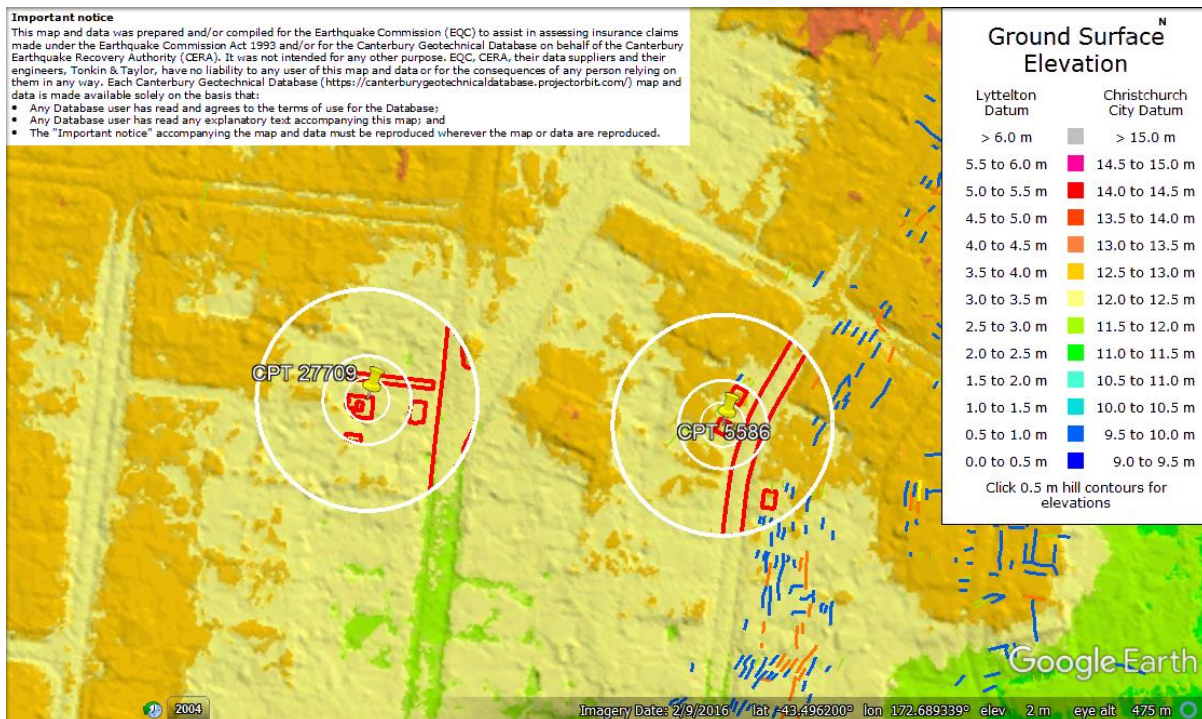 Important notice
This map and data was prepared and/or compiled for the Earthquake Commission (EQC) to assist in assessing insurance claims
made under the Earthquake Commission Act 1993 and/or for the Canterbury Geotechnical Database on behalf of the Canterbury
Earthquake Recovery Authority (CERA). It was not intended for any other purpose. EQC, CERA, their data suppliers and their
engineers, Tonkin & Taylor, have no liability to any user of this map and data or for the consequences of any person relying on
them in any way. Each Canterbury Geotechnical Database (https://canterburygeotechnicaldatabase.projectorbit.com/) map and
data is made available solely on the basis that:
• Any Database user has read and agrees to the terms of use for the Database;
• Any Database user has read any explanatory text accompanying this map; and
• The "Important notice" accompanying the map and data must be reproduced wherever the map or data are reproduced.
N
Ground Surface
Elevation
Lyttelton Christchurch
Datum City Datum
> 6.0 m > 15.0 m
5.5 to 6.0 m 14.5 to 15.0 m
5.0 to 5.5 m 14.0 to 14.5 m
4.5 to 5.0 m 13.5 to 14.0 m
4.0 to 4.5 m 13.0 to 13.5 m
3.5 to 4.0 m 12.5 to 13.0 m
3.0 to 3.5 m 12.0 to 12.5 m
2.5 to 3.0 m 11.5 to 12.0 m
2.0 to 2.5 m 11.0 to 11.5 m
1.5 to 2.0 m 10.5 to 11.0 m
1.0 to 1.5 m 10.0 to 10.5 m
0.5 to 1.0 m 9.5 to 10.0 m
0.0 to 0.5 m 9.0 to 9.5 m
Click 0.5 m hill contours for
elevations
CPT 27709
CPT 5586
Google Earth
2004
Imagery Date: 2/9/2016 lat -43.496200° lon 172.689339° elev 2 m eye alt 475 m